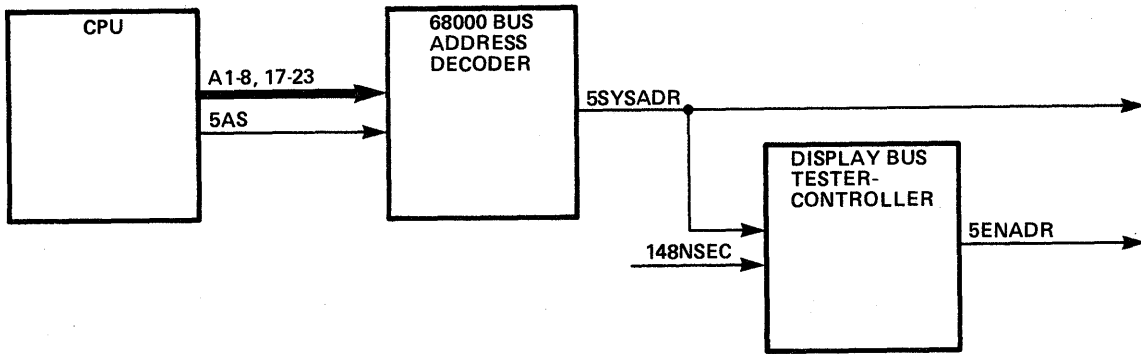 CPU
68000 BUS
ADDRESS
DECODER
A1-8, 17-23
5AS
5SYSADR
DISPLAY BUS
TESTER-
CONTROLLER
148NSEC
5ENADR